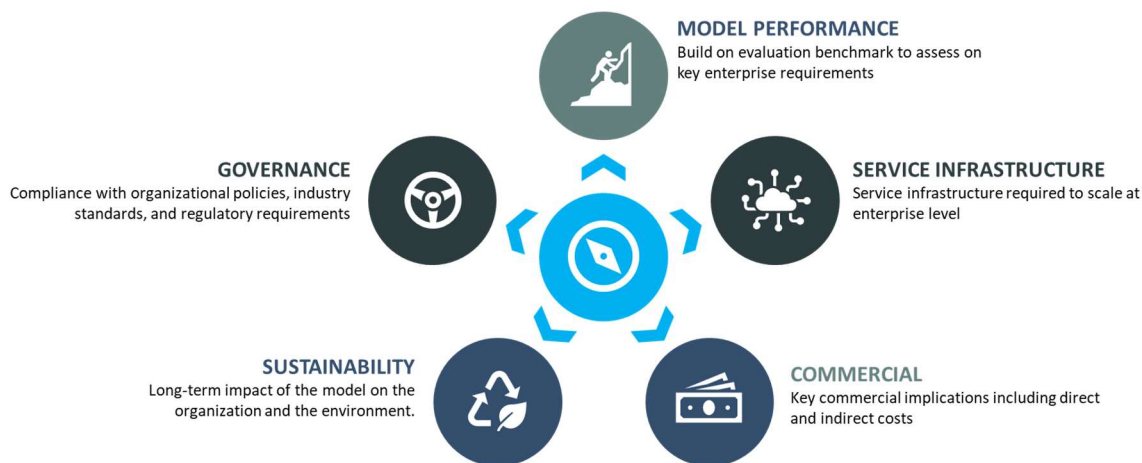 MODEL PERFORMANCE
Build on evaluation benchmark to assess on
key enterprise requirements
GOVERNANCE
Compliance with organizational policies, industry
standards, and regulatory requirements
SERVICE INFRASTRUCTURE
Service infrastructure required to scale at
enterprise level
SUSTAINABILITY
Long-term impact of the model on the
organization and the environment.
COMMERCIAL
Key commercial implications including direct
and indirect costs